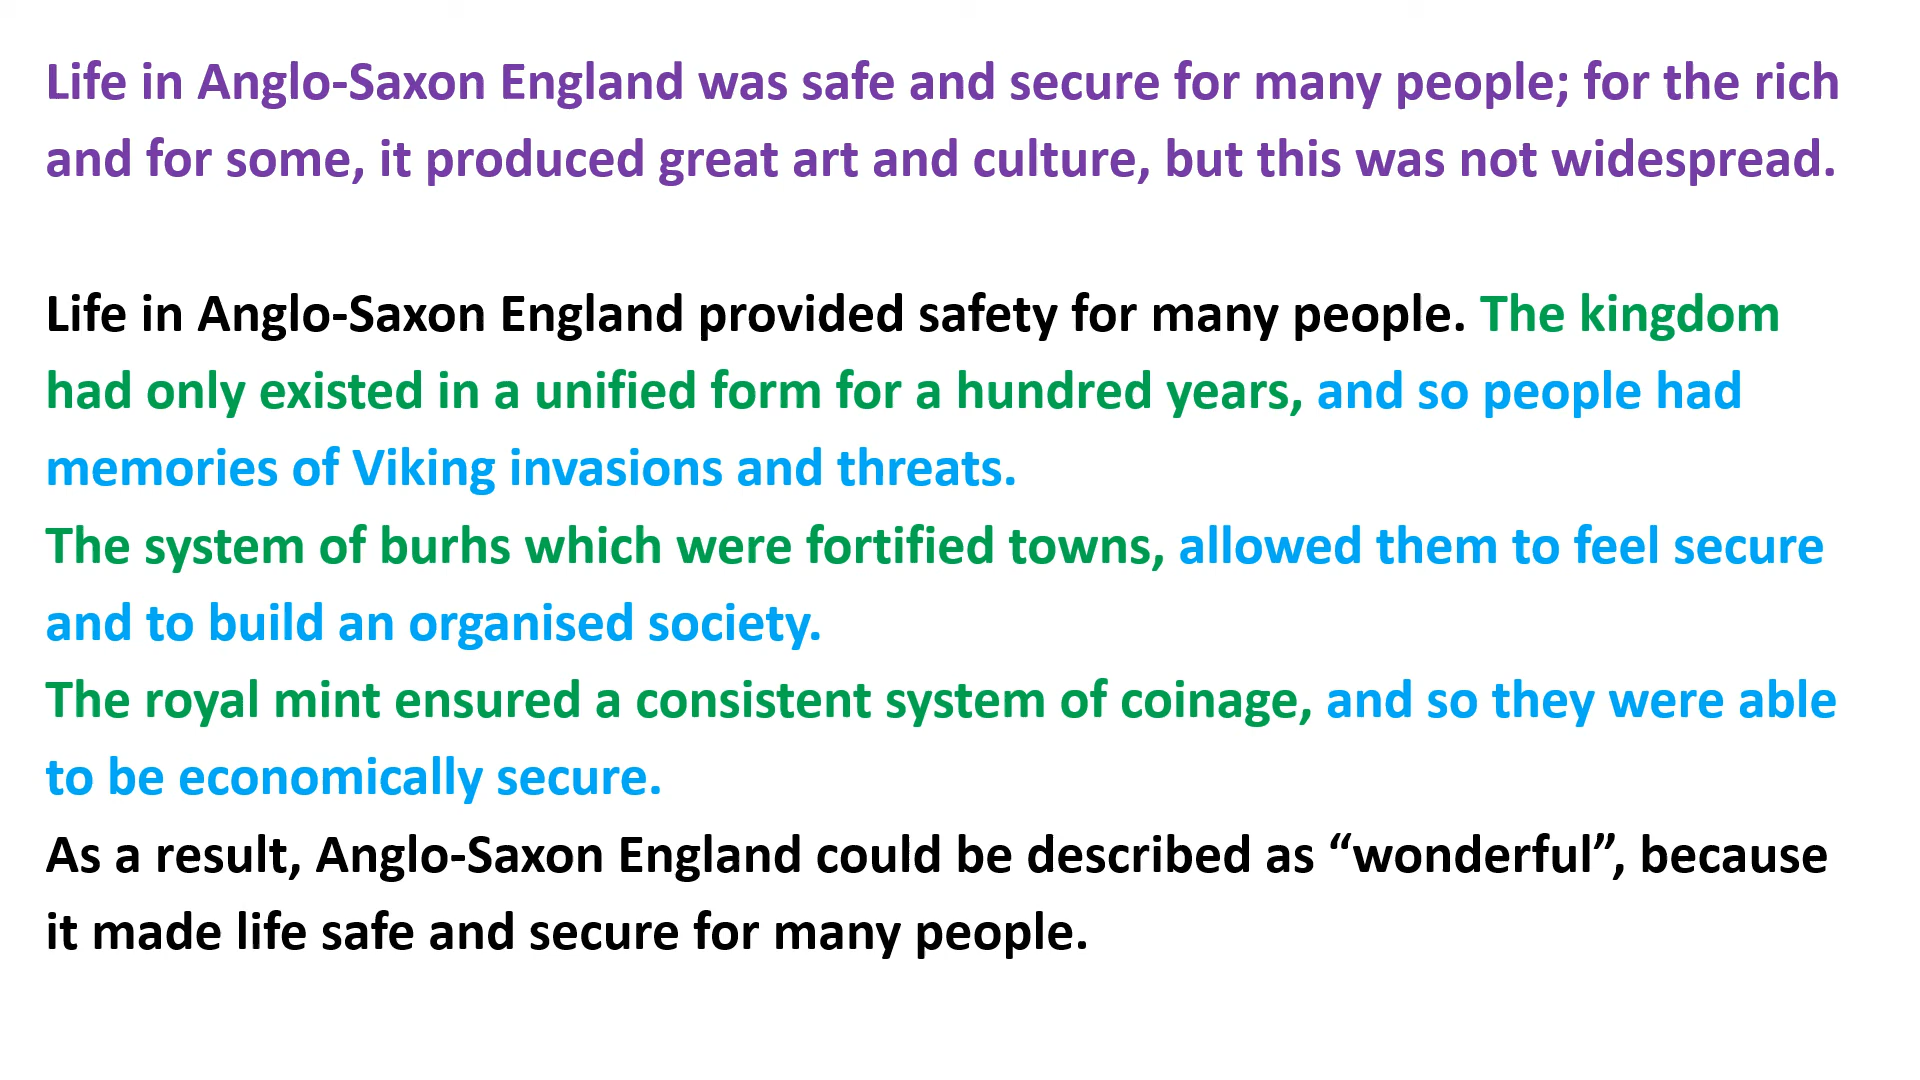 Life in Anglo-Saxon England was safe and secure for many people; for the rich
and for some, it produced great art and culture, but this was not widespread.
Life in Anglo-Saxon England provided safety for many people. The kingdom
had only existed in a unified form for a hundred years, and so people had
memories of Viking invasions and threats.
The system of burhs which were fortified towns, allowed them to feel secure
and to build an organised society.
The royal mint ensured a consistent system of coinage, and so they were able
to be economically secure.
As a result, Anglo-Saxon England could be described as “wonderful”, because
it made life safe and secure for many people.